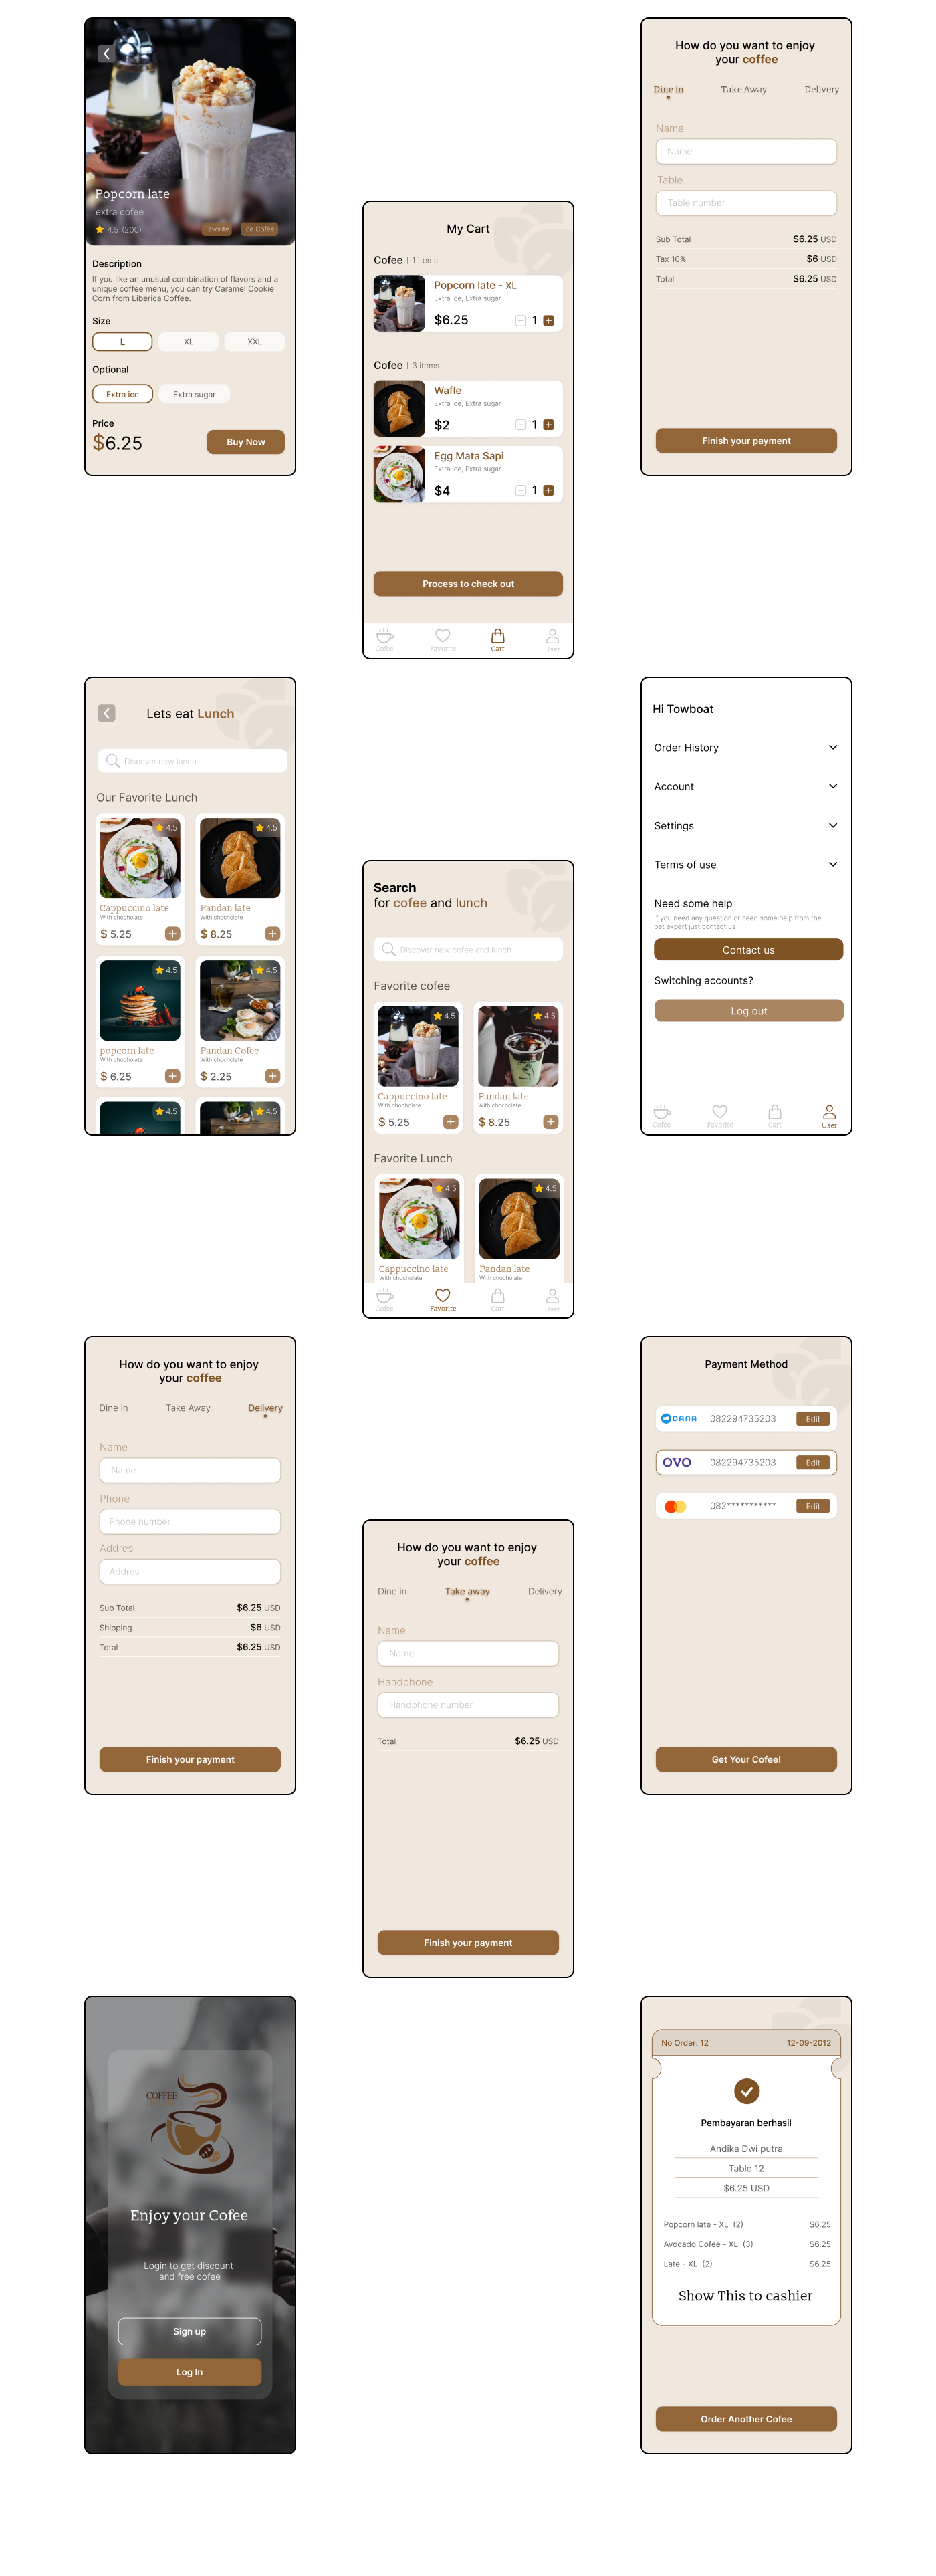 Popcorn late
extra cofee
4.5 (200)
Favorite
Ice Cofee
Description
If you like an unusual combination of flavors and a
unique coffee menu, you can try Caramel Cookie
Corn from Liberica Coffee.
Size
L
XL
XXL
Optional
Extra ice
Extra sugar
Price
$6.25
Buy Now
My Cart
Cofee | 1 items
Popcorn late - XL
Extra ice, Extra sugar
$6.25
1
Cofee | 3 items
Wafle
Extra ice, Extra sugar
$2
1
Egg Mata Sapi
Extra ice, Extra sugar
$4
1
Process to check out
Cofee
Favorite
Cart
User
How do you want to enjoy
your coffee
Dine in
Take Away
Delivery
Name
Name
Table
Table number
Sub Total $6.25 USD
Tax 10% $6 USD
Total $6.25 USD
Finish your payment
Lets eat Lunch
Discover new lunch
Our Favorite Lunch
4.5
4.5
Cappuccino late
With chocholate
$ 5.25
Pandan late
With chocholate
$ 8.25
4.5
4.5
popcorn late
With chocholate
$ 6.25
Pandan Cofee
With chocholate
$ 2.25
4.5
4.5
Search
for cofee and lunch
Discover new cofee and lunch
Favorite cofee
4.5
4.5
Cappuccino late
With chocholate
$ 5.25
Pandan late
With chocholate
$ 8.25
Favorite Lunch
4.5
4.5
Cappuccino late
With chocholate
Pandan late
With chocholate
Cofee
Favorite
Cart
User
Hi Towboat
Order History
Account
Settings
Terms of use
Need some help
If you need any question or need some help from the
pet expert just contact us
Contact us
Switching accounts?
Log out
Cofee
Favorite
Cart
User
How do you want to enjoy
your coffee
Dine in
Take Away
Delivery
Name
Name
Phone
Phone number
Addres
Addres
Sub Total $6.25 USD
Shipping $6 USD
Total $6.25 USD
Finish your payment
How do you want to enjoy
your coffee
Dine in
Take away
Delivery
Name
Name
Handphone
Handphone number
Total $6.25 USD
Finish your payment
Payment Method
DANA 082294735203 Edit
OVO 082294735203 Edit
082*********** Edit
Get Your Cofee!
COFFEE
Enjoy your Cofee
Login to get discount
and free cofee
Sign up
Log In
No Order: 12
12-09-2012
Pembayaran berhasil
Andika Dwi putra
Table 12
$6.25 USD
Popcorn late - XL (2) $6.25
Avocado Cofee - XL (3) $6.25
Late - XL (2) $6.25
Show This to cashier
Order Another Cofee